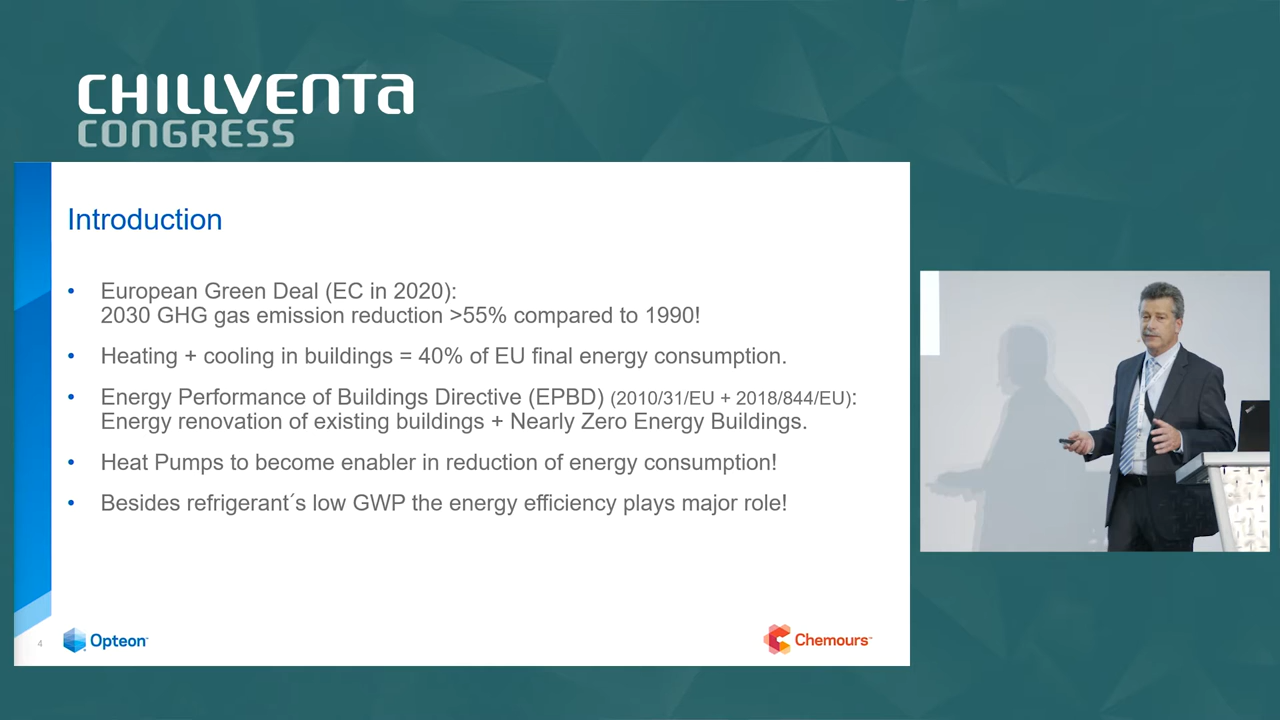 CHILLVENTA
CONGRESS
Introduction
• European Green Deal (EC in 2020):
2030 GHG gas emission reduction >55% compared to 1990!
• Heating + cooling in buildings = 40% of EU final energy consumption.
• Energy Performance of Buildings Directive (EPBD) (2010/31/EU + 2018/844/EU):
Energy renovation of existing buildings + Nearly Zero Energy Buildings.
• Heat Pumps to become enabler in reduction of energy consumption!
• Besides refrigerant´s low GWP the energy efficiency plays major role!
4
Opteon™
Chemours™